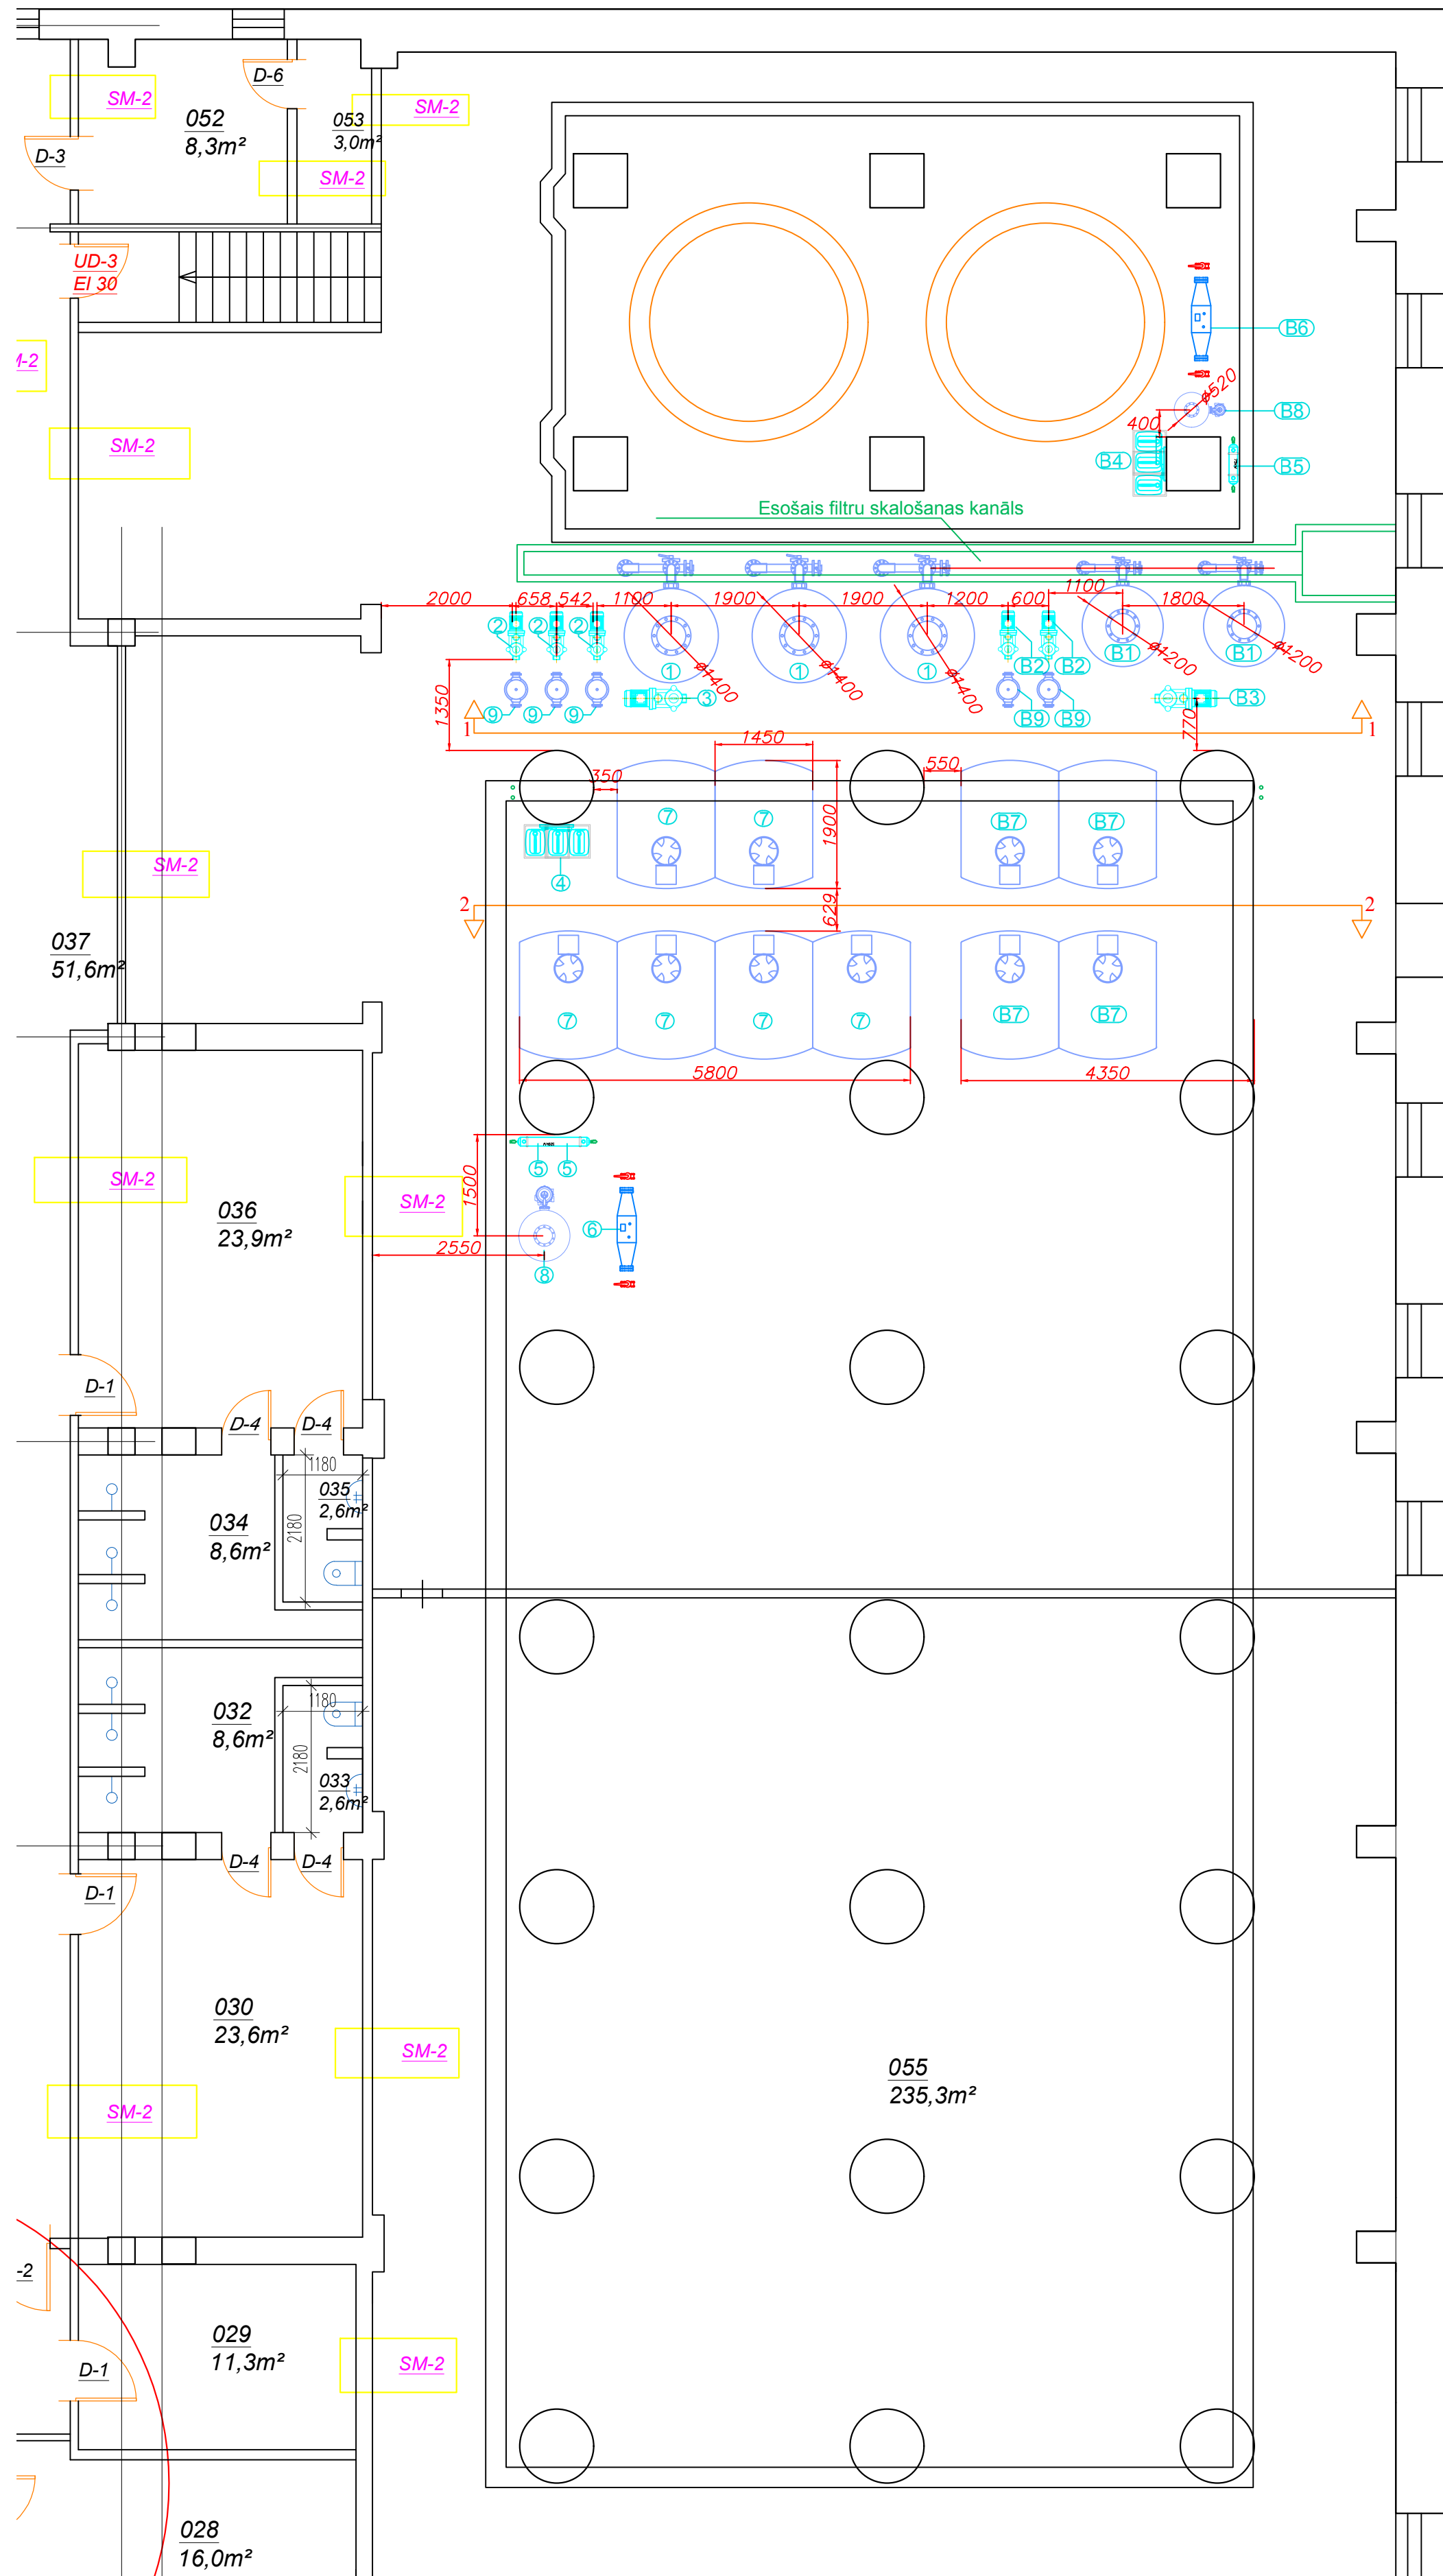 D-6
SM-2
052
8,3m²
053
3,0m²
SM-2
D-3
SM-2
UD-3
EI 30
SM-2
B6
ø520
400
B8
B4
B5
Esošais filtru skalošanas kanāls
2000
658
542
1100
1900
1900
1200
600
1100
1800
2
2
2
B2
B2
B1
B1
ø1200
ø1200
1
1
1
ø1400
ø1400
ø1400
1350
9
9
9
3
B9
B9
B3
770
1
1
1450
350
550
7
7
1900
B7
B7
4
SM-2
2
629
2
037
51,6m²
7
7
7
7
B7
B7
5800
4350
5
5
SM-2
SM-2
1500
036
23,9m²
6
2550
8
D-1
D-4
D-4
1180
035
2,6m²
034
8,6m²
2180
032
8,6m²
1180
2180
033
2,6m²
D-4
D-4
D-1
030
23,6m²
SM-2
055
235,3m²
SM-2
-2
029
11,3m²
SM-2
D-1
028
16,0m²